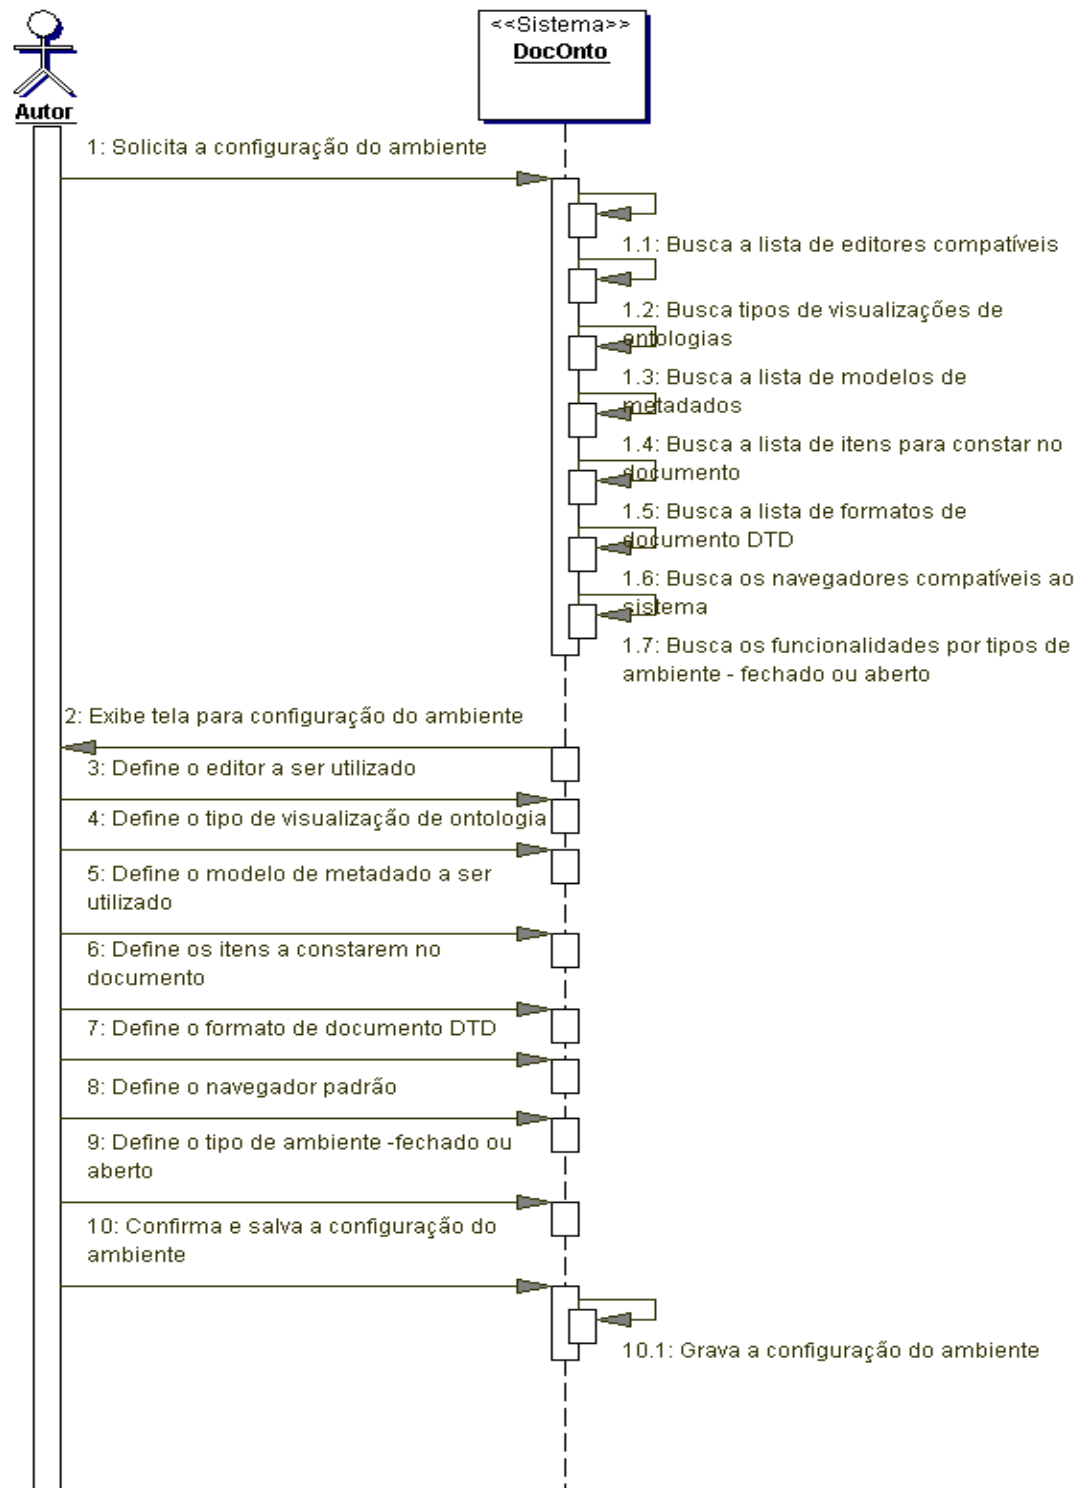 <<Sistema>>
DocOnto
Autor
1: Solicita a configuração do ambiente
1.1: Busca a lista de editores compatíveis
1.2: Busca tipos de visualizações de
ontologias
1.3: Busca a lista de modelos de
metadados
1.4: Busca a lista de itens para constar no
documento
1.5: Busca a lista de formatos de
documento DTD
1.6: Busca os navegadores compatíveis ao
sistema
1.7: Busca os funcionalidades por tipos de
ambiente - fechado ou aberto
2: Exibe tela para configuração do ambiente
3: Define o editor a ser utilizado
4: Define o tipo de visualização de ontologia
5: Define o modelo de metadado a ser
utilizado
6: Define os itens a constarem no
documento
7: Define o formato de documento DTD
8: Define o navegador padrão
9: Define o tipo de ambiente -fechado ou
aberto
10: Confirma e salva a configuração do
ambiente
10.1: Grava a configuração do ambiente